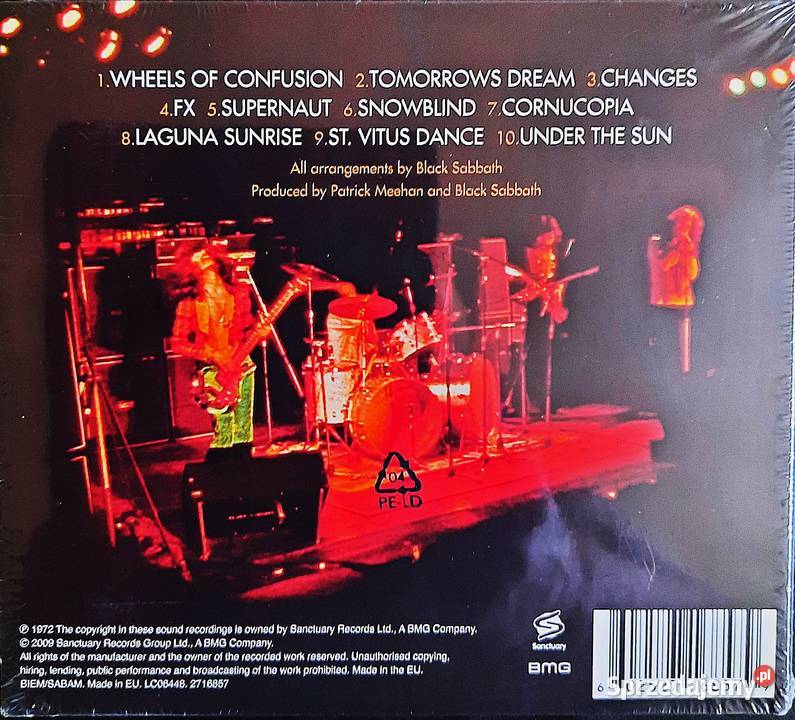 1.WHEELS OF CONFUSION 2.TOMORROWS DREAM 3.CHANGES
4.FX 5.SUPERNAUT 6.SNOWBLIND 7.CORNUCOPIA
8.LAGUNA SUNRISE 9.ST. VITUS DANCE 10.UNDER THE SUN
All arrangements by Black Sabbath
Produced by Patrick Meehan and Black Sabbath
04
PE-LD
℗ 1972 The copyright in these sound recordings is owned by Sanctuary Records Ltd., A BMG Company.
© 2009 Sanctuary Records Group Ltd., A BMG Company.
All rights of the manufacturer and the owner of the recorded work reserved. Unauthorised copying,
hiring, lending, public performance and broadcasting of the work prohibited. Made in the EU.
BIEM/SABAM. Made in EU. LC06448. 2716857
Sanctuary
BMG
6
Sprzedajemy.pl